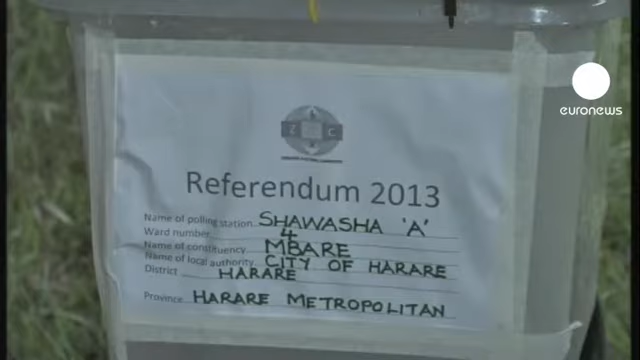 euronews
Z C
Referendum 2013
Name of polling station SHAWASHA 'A'
Ward number 4
Name of constuency MBARE
Name of local authority CITY OF HARARE
District HARARE
Province HARARE METROPOLITAN